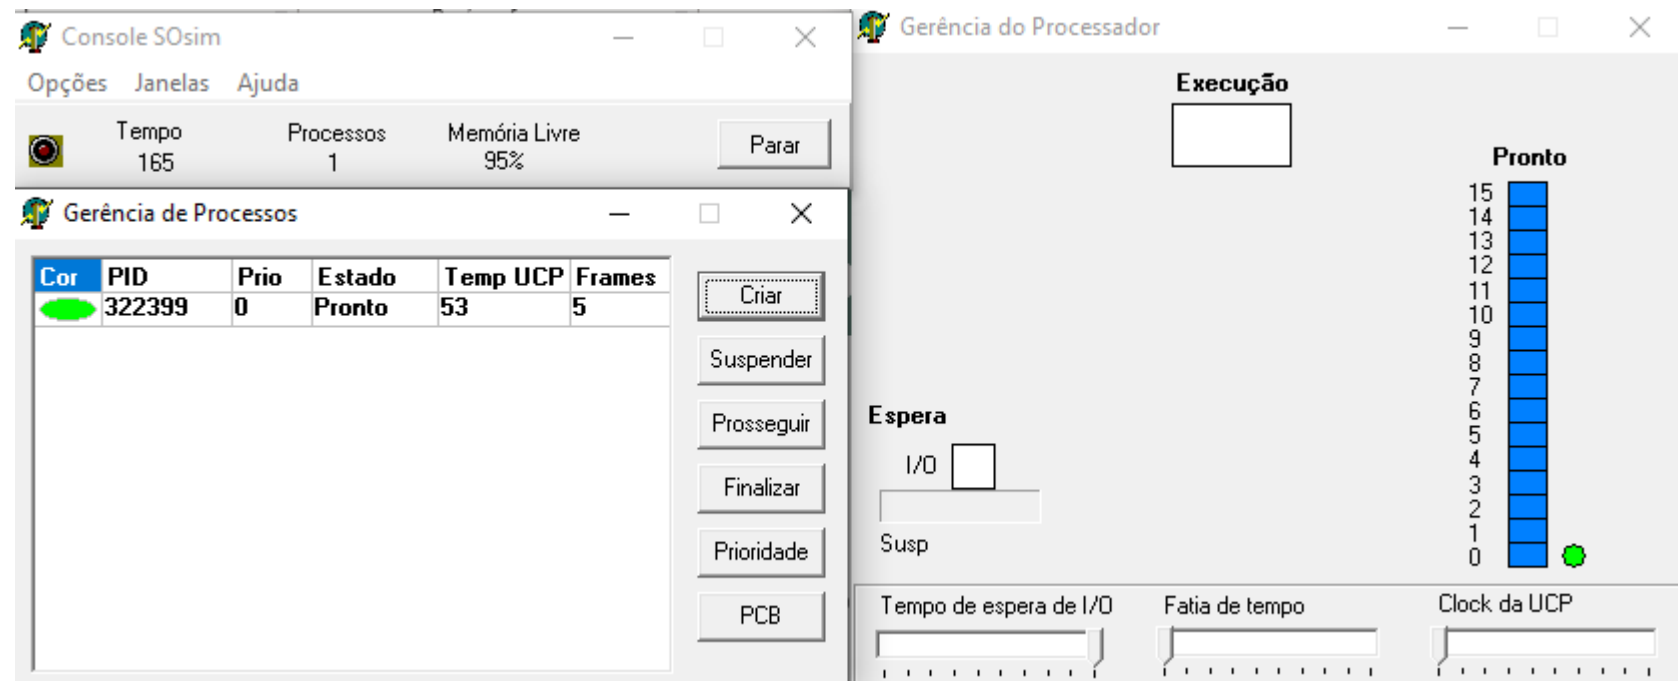 Console SOsim
Opções Janelas Ajuda
Tempo Processos Memória Livre
165 1 95%
Parar
Gerência de Processos
Cor PID Prio Estado Temp UCP Frames
322399 0 Pronto 53 5
Criar
Suspender
Prosseguir
Finalizar
Prioridade
PCB
Gerência do Processador
Execução
Pronto
15
14
13
12
11
10
9
8
7
6
5
4
3
2
1
0
Espera
I/O
Susp
Tempo de espera de I/O Fatia de tempo Clock da UCP